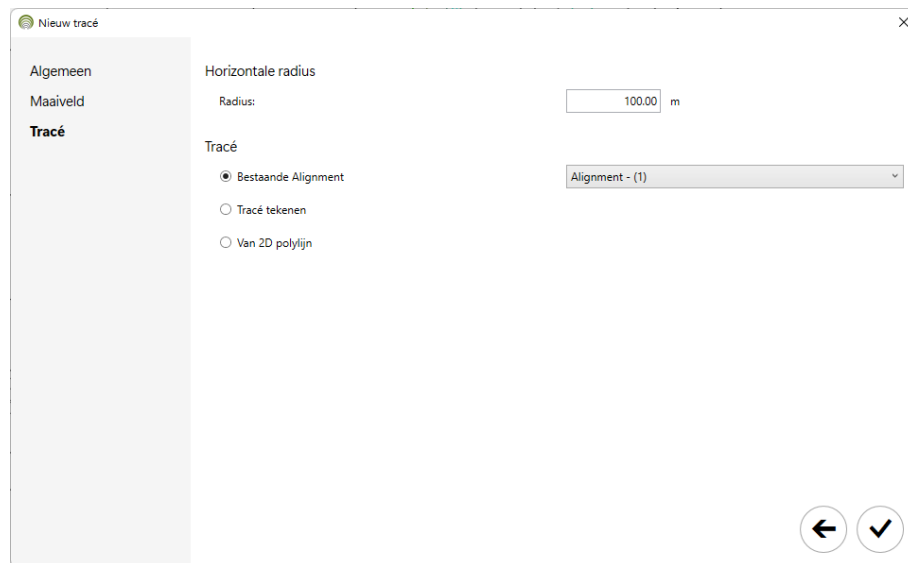 Nieuw tracé
Algemeen
Maaiveld
Tracé
Horizontale radius
Radius: 100.00 m
Tracé
Bestaande Alignment Alignment - (1)
Tracé tekenen
Van 2D polylijn